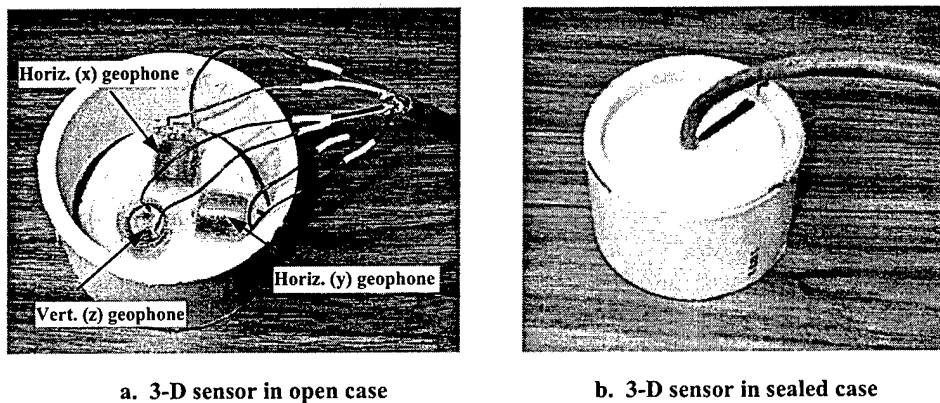 Horiz. (x) geophone
Horiz. (y) geophone
Vert. (z) geophone
a. 3-D sensor in open case
b. 3-D sensor in sealed case